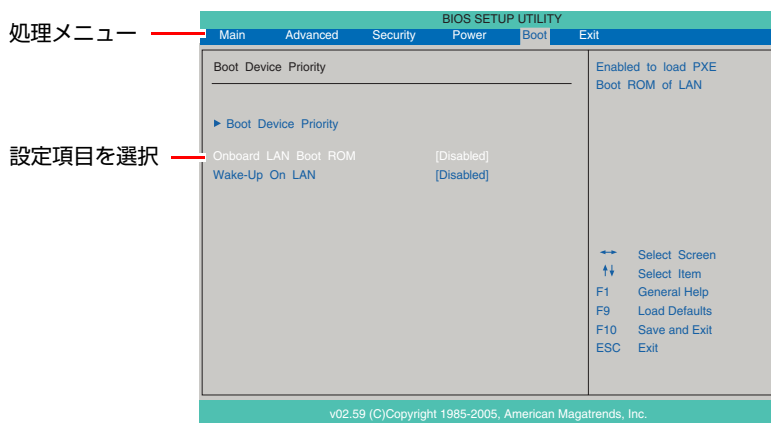 BIOS SETUP UTILITY
処理メニュー
Main Advanced Security Power Boot Exit
Boot Device Priority
Enabled to load PXE
Boot ROM of LAN
▶ Boot Device Priority
設定項目を選択
Onboard LAN Boot ROM [Disabled]
Wake-Up On LAN [Disabled]
↔ Select Screen
↑↓ Select Item
F1 General Help
F9 Load Defaults
F10 Save and Exit
ESC Exit
v02.59 (C)Copyright 1985-2005, American Magatrends, Inc.